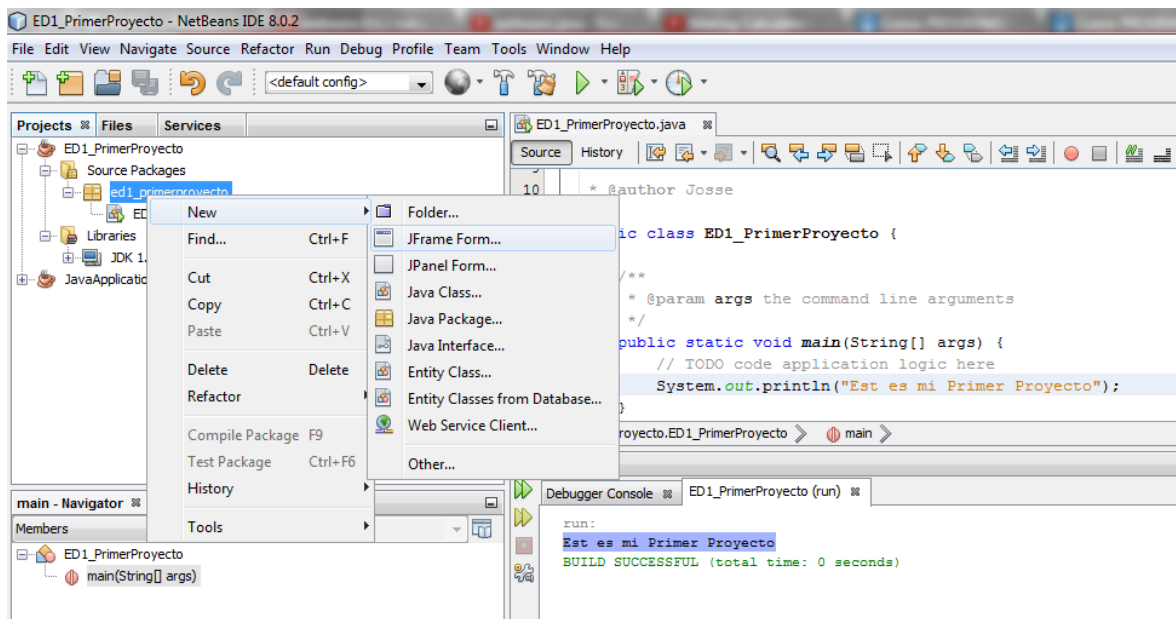 ED1_PrimerProyecto - NetBeans IDE 8.0.2
File Edit View Navigate Source Refactor Run Debug Profile Team Tools Window Help
<default config>
Projects Files Services
ED1_PrimerProyecto
Source Packages
ed1_primerproyecto
ED
Libraries
JDK 1.
JavaApplicatio
New
Find... Ctrl+F
Cut Ctrl+X
Copy Ctrl+C
Paste Ctrl+V
Delete Delete
Refactor
Compile Package F9
Test Package Ctrl+F6
History
Tools
Folder...
JFrame Form...
JPanel Form...
Java Class...
Java Package...
Java Interface...
Entity Class...
Entity Classes from Database...
Web Service Client...
Other...
ED1_PrimerProyecto.java
Source History
10 * @author Josse
ic class ED1_PrimerProyecto {
/**
* @param args the command line arguments
*/
public static void main(String[] args) {
// TODO code application logic here
System.out.println("Est es mi Primer Proyecto");
}
royecto.ED1_PrimerProyecto main
main - Navigator
Members
ED1_PrimerProyecto
main(String[] args)
Debugger Console ED1_PrimerProyecto (run)
run:
Est es mi Primer Proyecto
BUILD SUCCESSFUL (total time: 0 seconds)